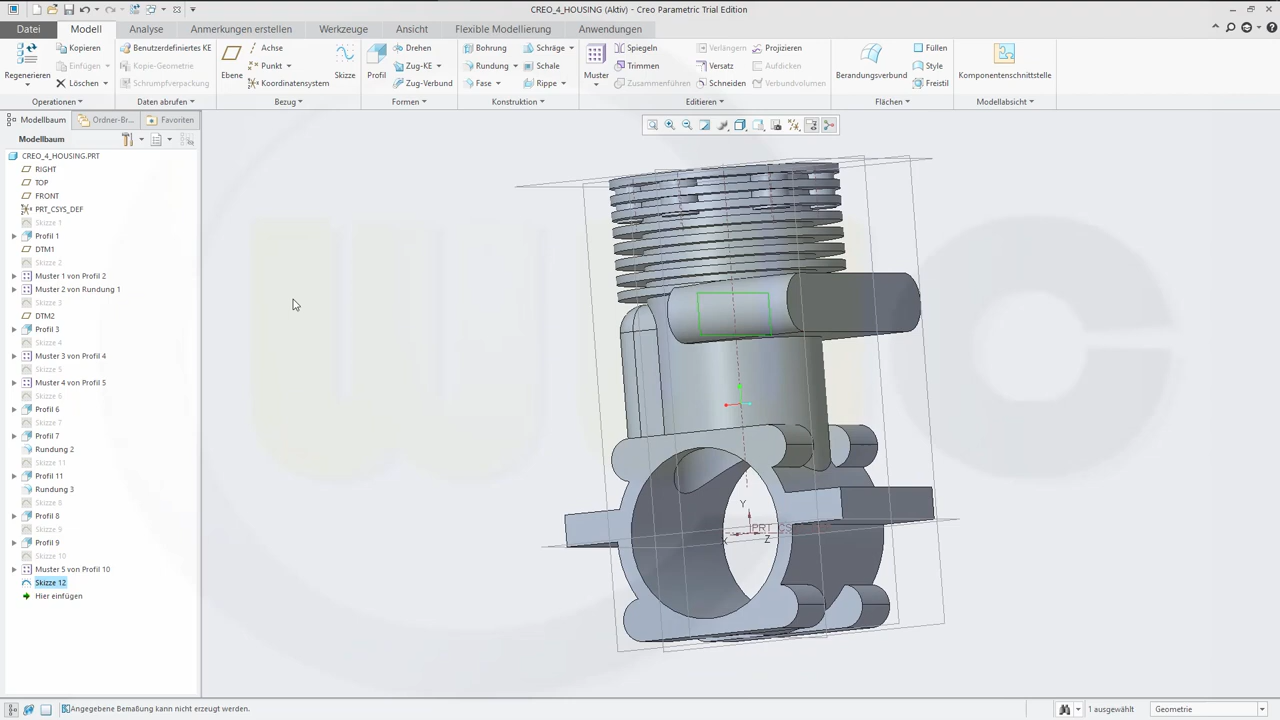 CREO_4_HOUSING (Aktiv) - Creo Parametric Trial Edition
Datei Modell Analyse Anmerkungen erstellen Werkzeuge Ansicht Flexible Modellierung Anwendungen
Kopieren Benutzerdefiniertes KE Achse Drehen Bohrung Schräge Spiegeln Verlängern Projizieren Füllen
Einfügen Kopie-Geometrie Punkt Zug-KE Rundung Schale Trimmen Versatz Aufdicken Style
Regenerieren Löschen Schrumpfverpackung Ebene Koordinatensystem Skizze Profil Zug-Verbund Fase Rippe Muster Zusammenführen Schneiden Verbundvolumen Berandungsverbund Freistil Komponentenschnittstelle
Operationen Daten abrufen Bezug Formen Konstruktion Editieren Flächen Modellabsicht
Modellbaum Ordner-Br... Favoriten
Modellbaum
CREO_4_HOUSING.PRT
RIGHT
TOP
FRONT
PRT_CSYS_DEF
Skizze 1
Profil 1
DTM1
Skizze 2
Muster 1 von Profil 2
Muster 2 von Rundung 1
Skizze 3
DTM2
Profil 3
Skizze 4
Muster 3 von Profil 4
Skizze 5
Muster 4 von Profil 5
Skizze 6
Profil 6
Skizze 7
Profil 7
Rundung 2
Skizze 11
Profil 11
Rundung 3
Skizze 8
Profil 8
Skizze 9
Profil 9
Skizze 10
Muster 5 von Profil 10
Skizze 12
Hier einfügen
Y
PRT_CS
X
Z
Angegebene Bemaßung kann nicht erzeugt werden.
1 ausgewählt
Geometrie